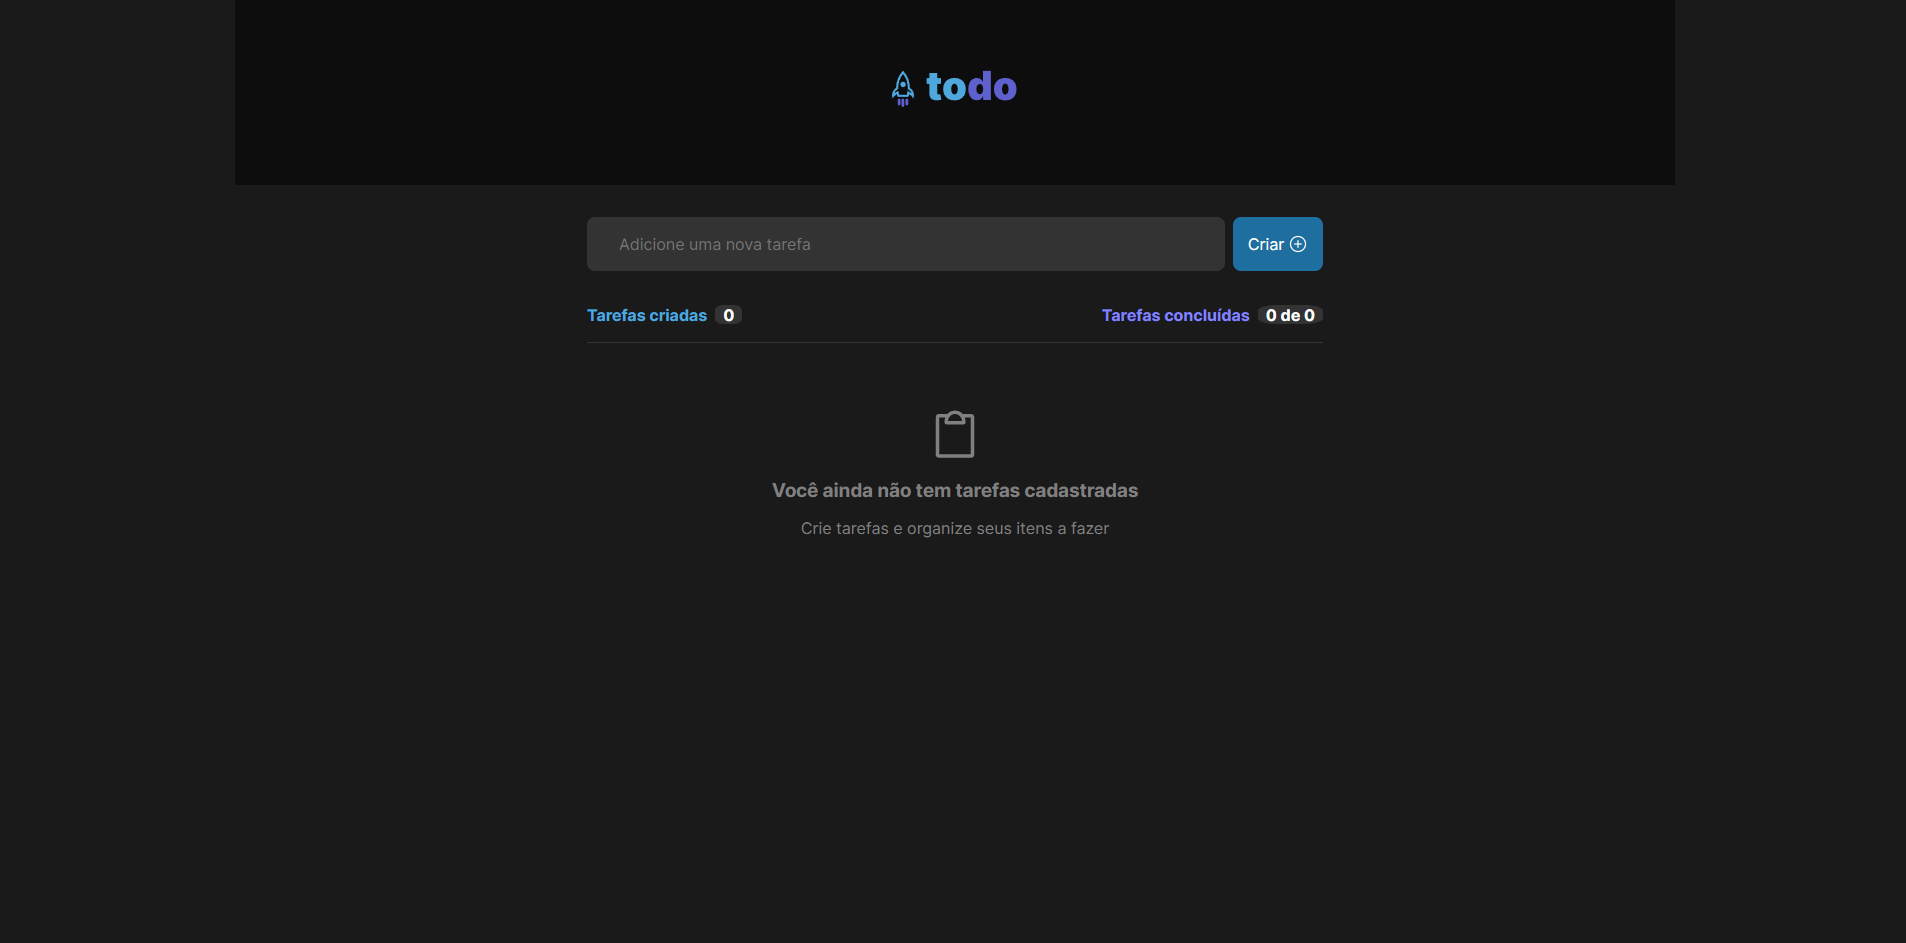 todo
Adicione uma nova tarefa
Criar
Tarefas criadas 0
Tarefas concluídas 0 de 0
Você ainda não tem tarefas cadastradas
Crie tarefas e organize seus itens a fazer